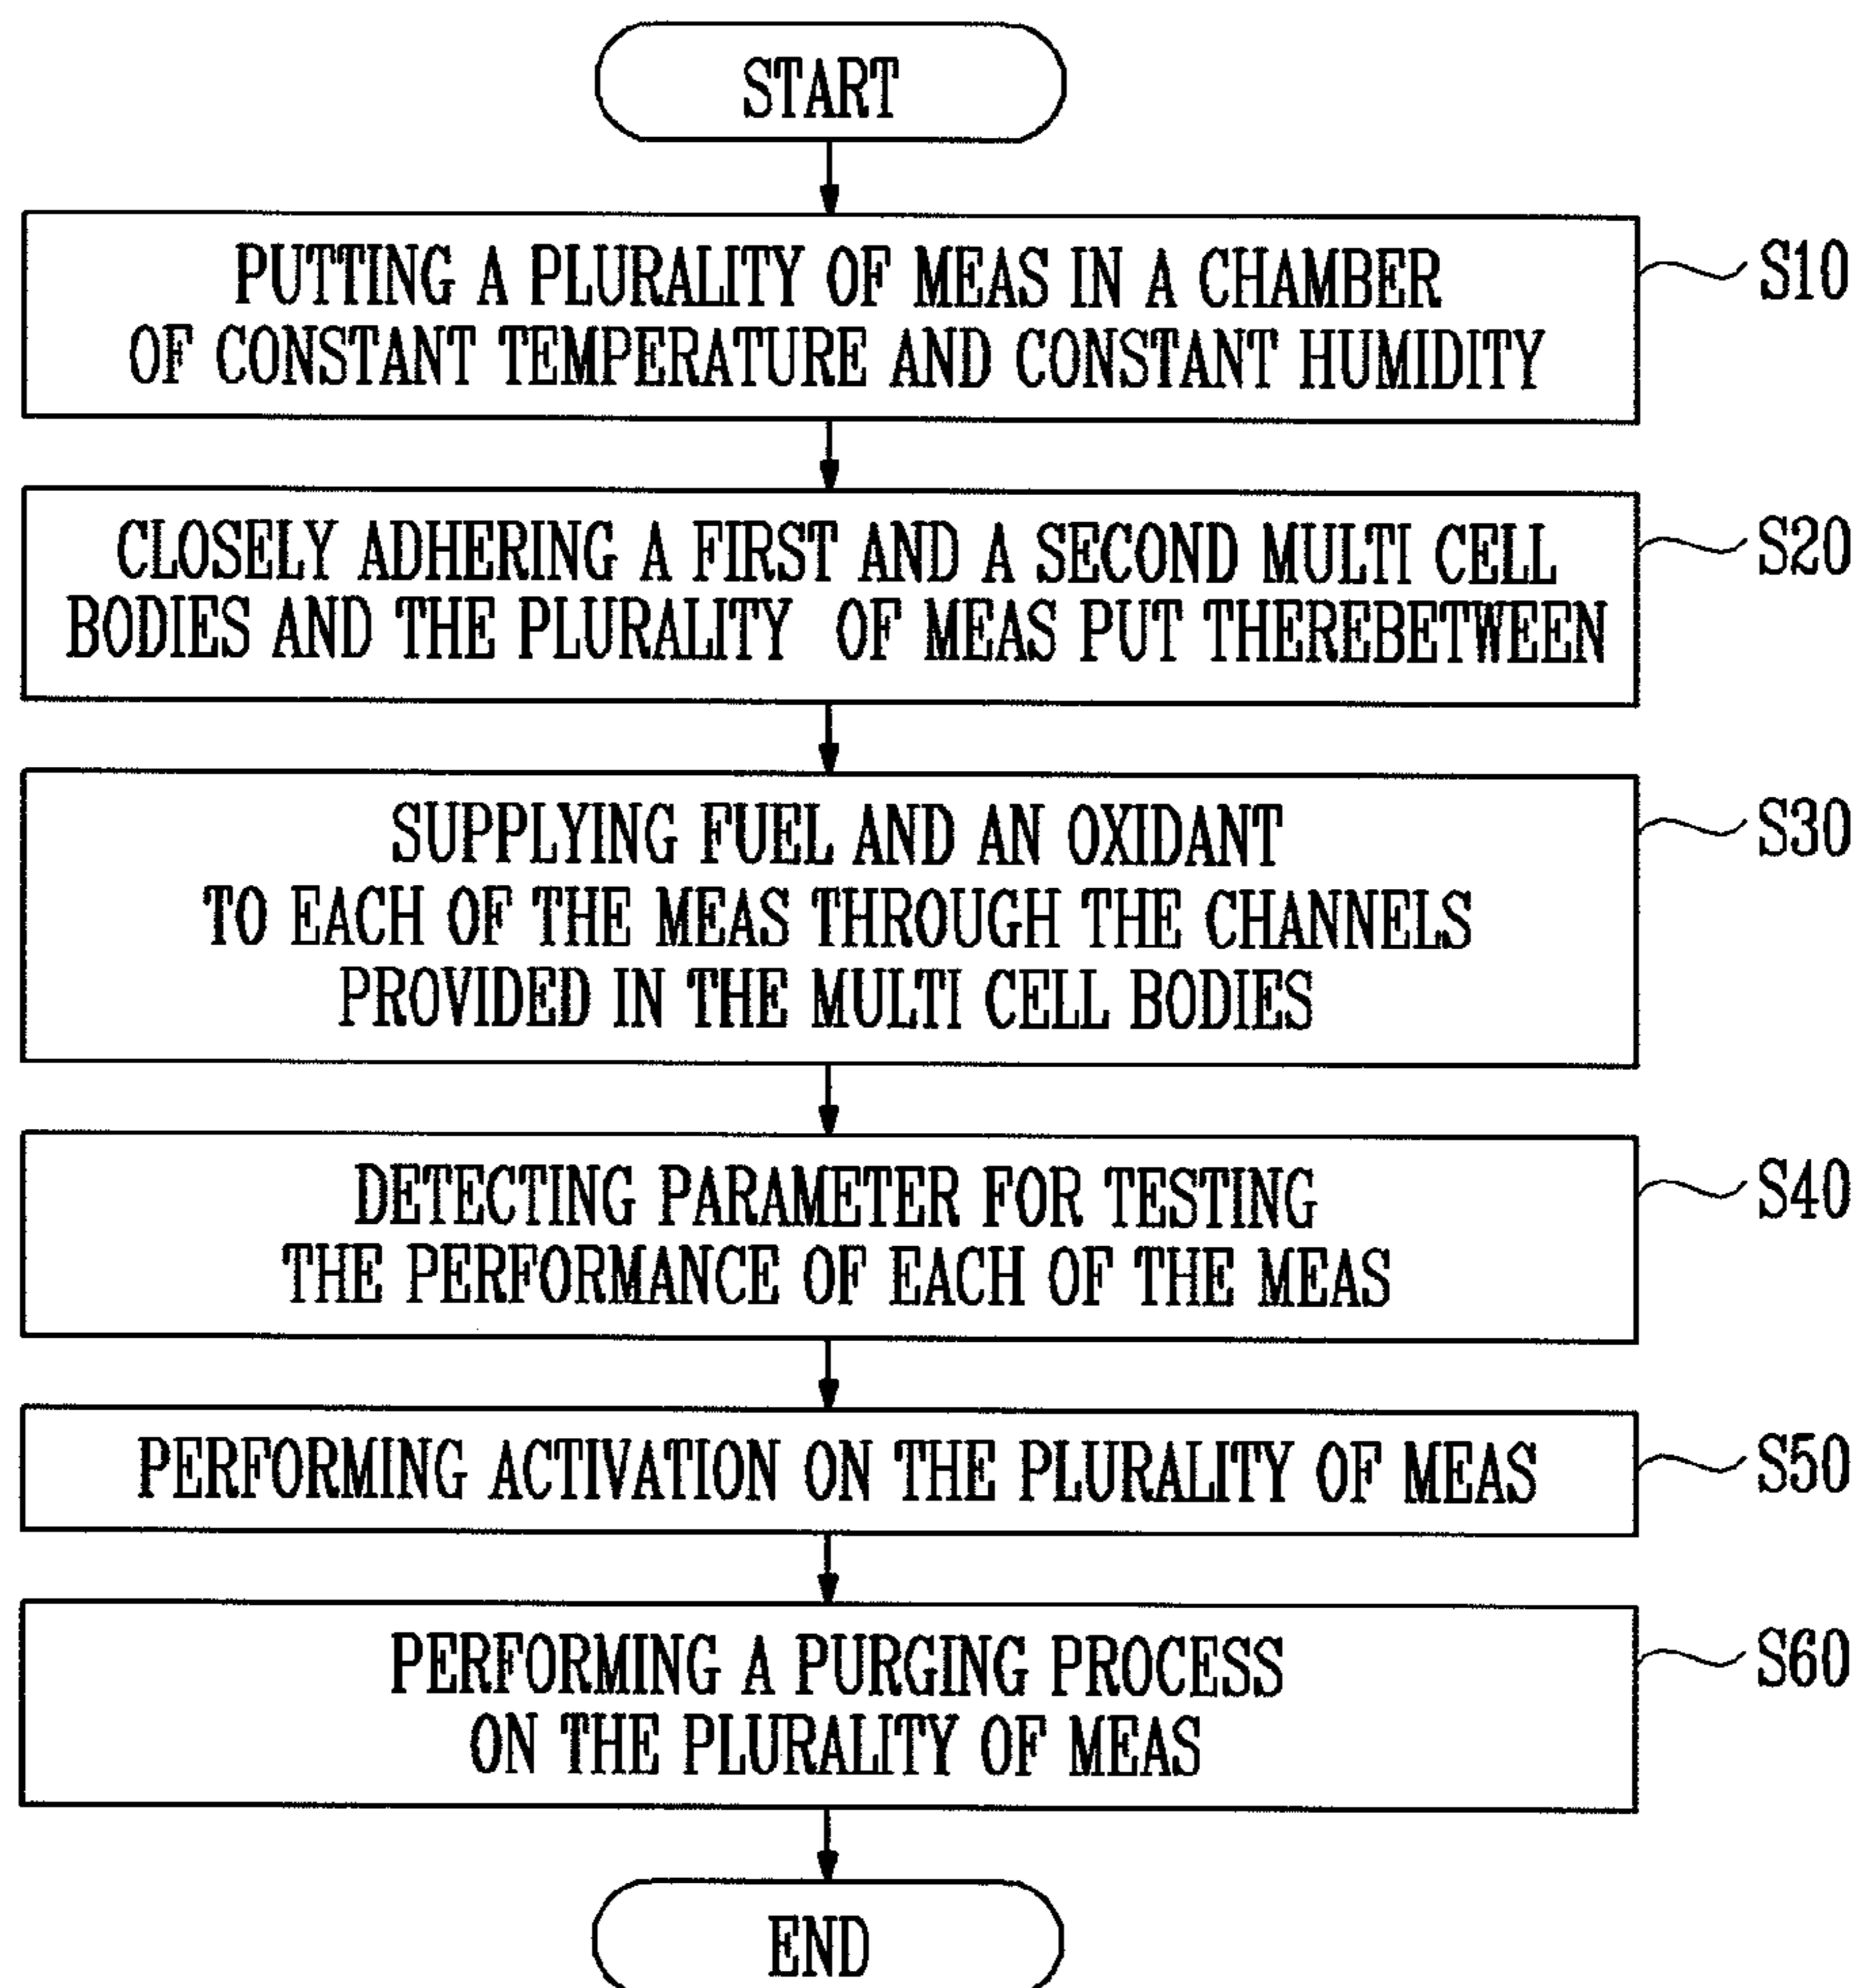 START
PUTTING A PLURALITY OF MEAS IN A CHAMBER
OF CONSTANT TEMPERATURE AND CONSTANT HUMIDITY
S10
CLOSELY ADHERING A FIRST AND A SECOND MULTI CELL
BODIES AND THE PLURALITY OF MEAS PUT THEREBETWEEN
S20
SUPPLYING FUEL AND AN OXIDANT
TO EACH OF THE MEAS THROUGH THE CHANNELS
PROVIDED IN THE MULTI CELL BODIES
S30
DETECTING PARAMETER FOR TESTING
THE PERFORMANCE OF EACH OF THE MEAS
S40
PERFORMING ACTIVATION ON THE PLURALITY OF MEAS
S50
PERFORMING A PURGING PROCESS
ON THE PLURALITY OF MEAS
S60
END